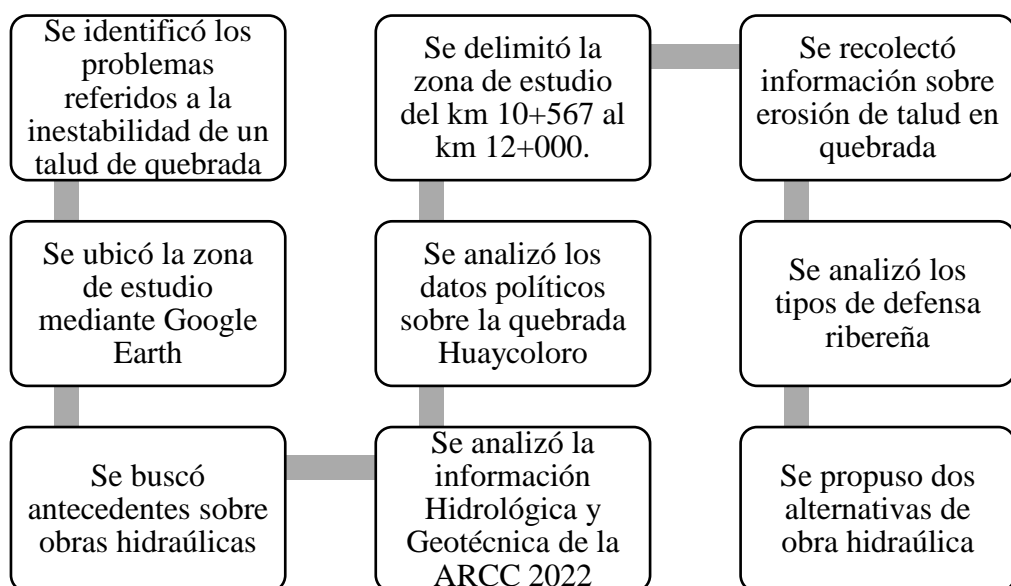 Se identificó los
problemas
referidos a la
inestabilidad de un
talud de quebrada
Se ubicó la zona
de estudio
mediante Google
Earth
Se buscó
antecedentes sobre
obras hidraúlicas
Se analizó la
información
Hidrológica y
Geotécnica de la
ARCC 2022
Se analizó los
datos políticos
sobre la quebrada
Huaycoloro
Se delimitó la
zona de estudio
del km 10+567 al
km 12+000.
Se recolectó
información sobre
erosión de talud en
quebrada
Se analizó los
tipos de defensa
ribereña
Se propuso dos
alternativas de
obra hidraúlica